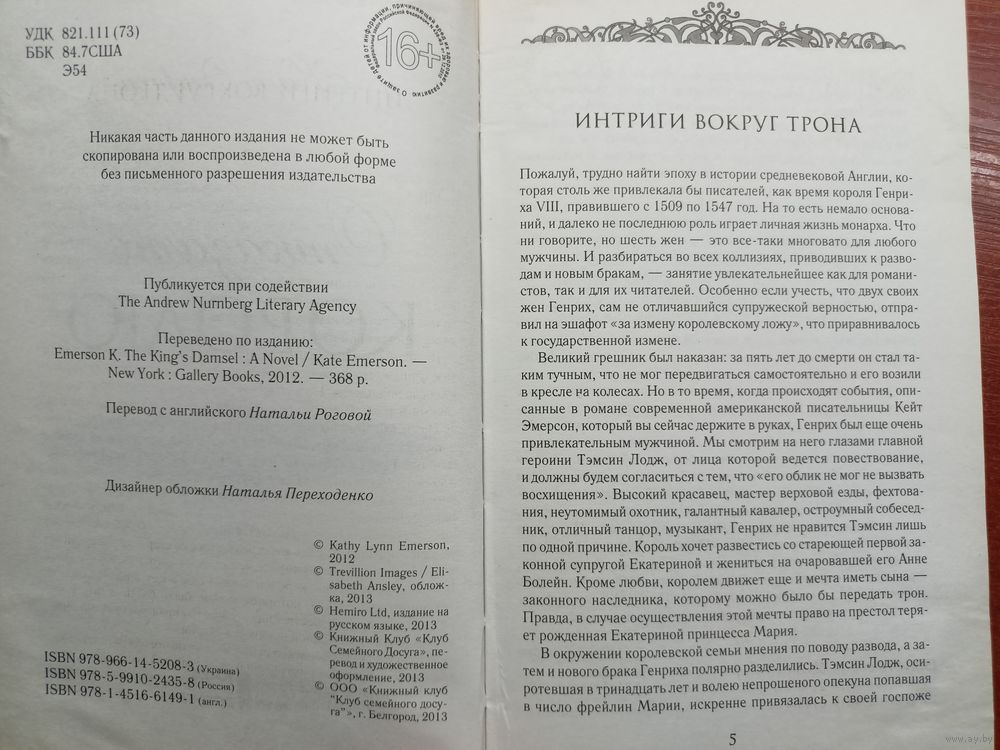 УДК 821.111(73)
ББК 84.7США
Э54
16+
Никакая часть данного издания не может быть
скопирована или воспроизведена в любой форме
без письменного разрешения издательства
Публикуется при содействии
The Andrew Nurnberg Literary Agency
Переведено по изданию:
Emerson K. The King's Damsel : A Novel / Kate Emerson. —
New York : Gallery Books, 2012. — 368 p.
Перевод с английского Натальи Роговой
Дизайнер обложки Наталья Переходенко
© Kathy Lynn Emerson,
2012
© Trevillion Images / Eli-
sabeth Ansley, облож-
ка, 2013
© Hemiro Ltd, издание на
русском языке, 2013
© Книжный Клуб «Клуб
Семейного Досуга», пе-
ревод и художественное
оформление, 2013
© ООО «Книжный клуб
"Клуб семейного досу-
га"», г. Белгород, 2013
ISBN 978-966-14-5208-3 (Украина)
ISBN 978-5-9910-2435-8 (Россия)
ISBN 978-1-4516-6149-1 (англ.)
ИНТРИГИ ВОКРУГ ТРОНА
Пожалуй, трудно найти эпоху в истории средневековой Англии, ко-
торая столь же привлекала бы писателей, как время короля Генри-
ха VIII, правившего с 1509 по 1547 год. На то есть немало основа-
ний, и далеко не последнюю роль играет личная жизнь монарха. Что
ни говорите, но шесть жен — это все-таки многовато для любого
мужчины. И разбираться во всех коллизиях, приводивших к разво-
дам и новым бракам, — занятие увлекательнейшее как для романи-
стов, так и для их читателей. Особенно если учесть, что двух своих
жен Генрих, сам не отличавшийся супружеской верностью, отпра-
вил на эшафот «за измену королевскому ложу», что приравнивалось
к государственной измене.
Великий грешник был наказан: за пять лет до смерти он стал та-
ким тучным, что не мог передвигаться самостоятельно и его возили
в кресле на колесах. Но в то время, когда происходят события, опи-
санные в романе современной американской писательницы Кейт
Эмерсон, который вы сейчас держите в руках, Генрих был еще очень
привлекательным мужчиной. Мы смотрим на него глазами главной
героини Тэмсин Лодж, от лица которой ведется повествование,
и должны будем согласиться с тем, что «его облик не мог не вызвать
восхищения». Высокий красавец, мастер верховой езды, фехтова-
ния, неутомимый охотник, галантный кавалер, остроумный собесед-
ник, отличный танцор, музыкант, Генрих не нравится Тэмсин лишь
по одной причине. Король хочет развестись со стареющей первой за-
конной супругой Екатериной и жениться на очаровавшей его Анне
Болейн. Кроме любви, королем движет еще и мечта иметь сына —
законного наследника, которому можно было бы передать трон.
Правда, в случае осуществления этой мечты право на престол теря-
ет рожденная Екатериной принцесса Мария.
В окружении королевской семьи мнения по поводу развода, а за-
тем и нового брака Генриха полярно разделились. Тэмсин Лодж, оси-
ротевшая в тринадцать лет и волею непрошеного опекуна попавшая
в число фрейлин Марии, искренне привязалась к своей госпоже
5
www.ay.by